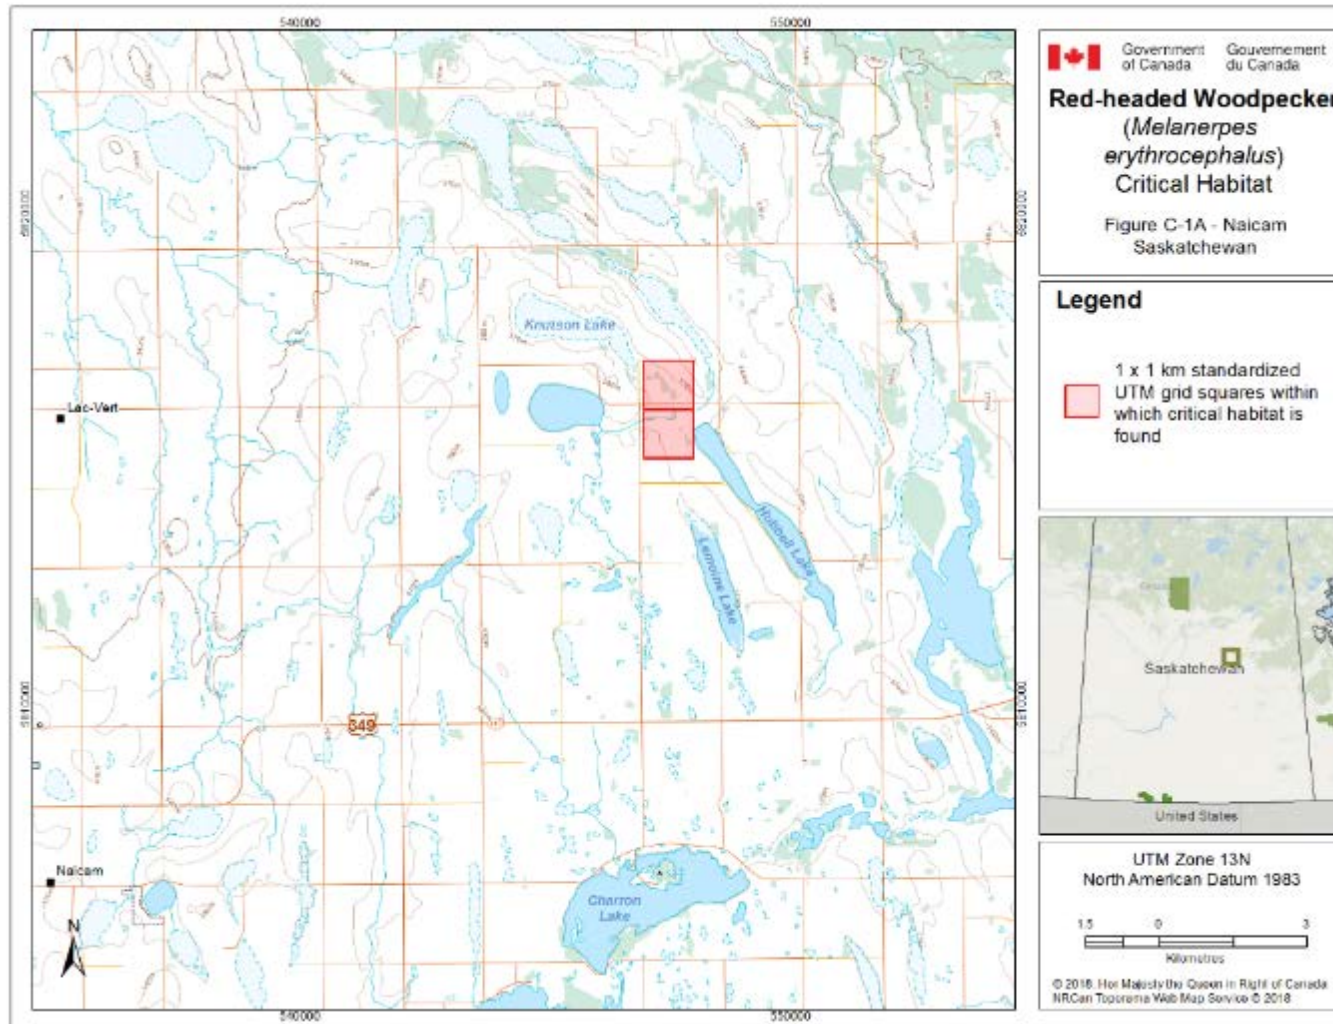 540000
550000
Knutson Lake
Lac-Vert
Hubbell Lake
Lemoine Lake
349
Naicam
Charron
Lake
N
5810000
5810000
540000
550000
Government
of Canada
Gouvernement
du Canada
Red-headed Woodpecker
(Melanerpes
erythrocephalus)
Critical Habitat
Figure C-1A - Naicam
Saskatchewan
Legend
1 x 1 km standardized
UTM grid squares within
which critical habitat is
found
Saskatchewan
United States
UTM Zone 13N
North American Datum 1983
1.5 0 3
Kilometres
© 2018. Her Majesty the Queen in Right of Canada
NRCan Toporama Web Map Service © 2018